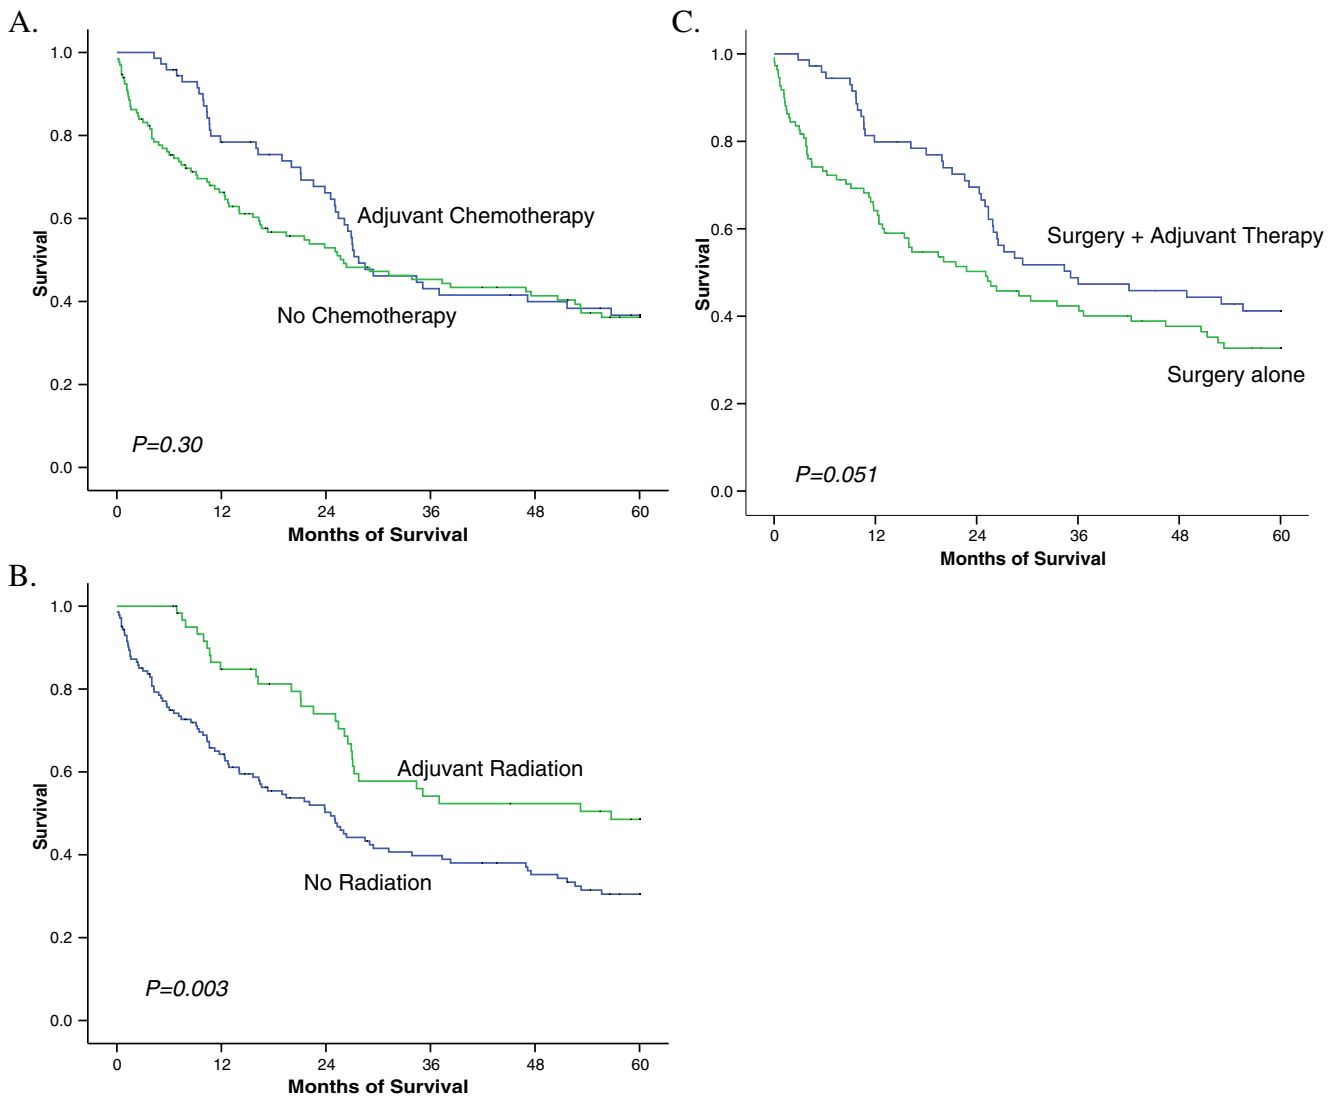 A.
1.0
0.8
0.6
0.4
0.2
0.0
Survival
Adjuvant Chemotherapy
No Chemotherapy
P=0.30
0 12 24 36 48 60
Months of Survival
C.
1.0
0.8
0.6
0.4
0.2
0.0
Survival
Surgery + Adjuvant Therapy
Surgery alone
P=0.051
0 12 24 36 48 60
Months of Survival
B.
1.0
0.8
0.6
0.4
0.2
0.0
Survival
Adjuvant Radiation
No Radiation
P=0.003
0 12 24 36 48 60
Months of Survival